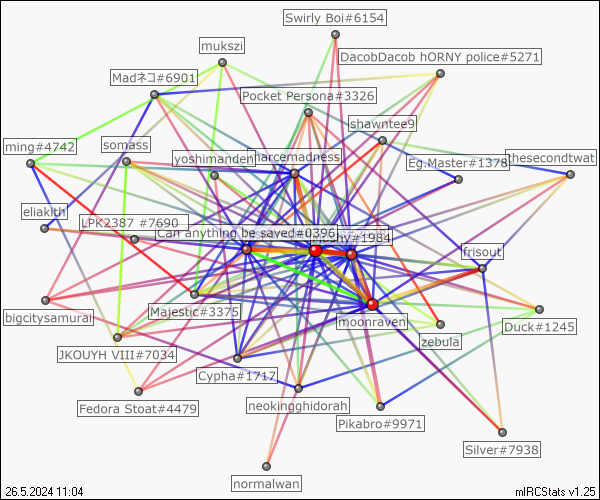 Swirly Boi#6154
mukszi
DacobDacob hORNY police#5271
Madネコ#6901
Pocket Persona#3326
shawntee9
ming#4742
somass
yoshimanden
harcemadness
Eg.Master#1378
thesecondtwat
eliakith
LPK2387 #7690
Can anything be saved#0396
#1984
frisout
bigcitysamurai
Majestic#3375
moonraven
Duck#1245
JKOUYH VIII#7034
zebula
Cypha#1717
Fedora Stoat#4479
neokingghidorah
Pikabro#9971
Silver#7938
normalwan
26.5.2024 11:04
mIRCStats v1.25